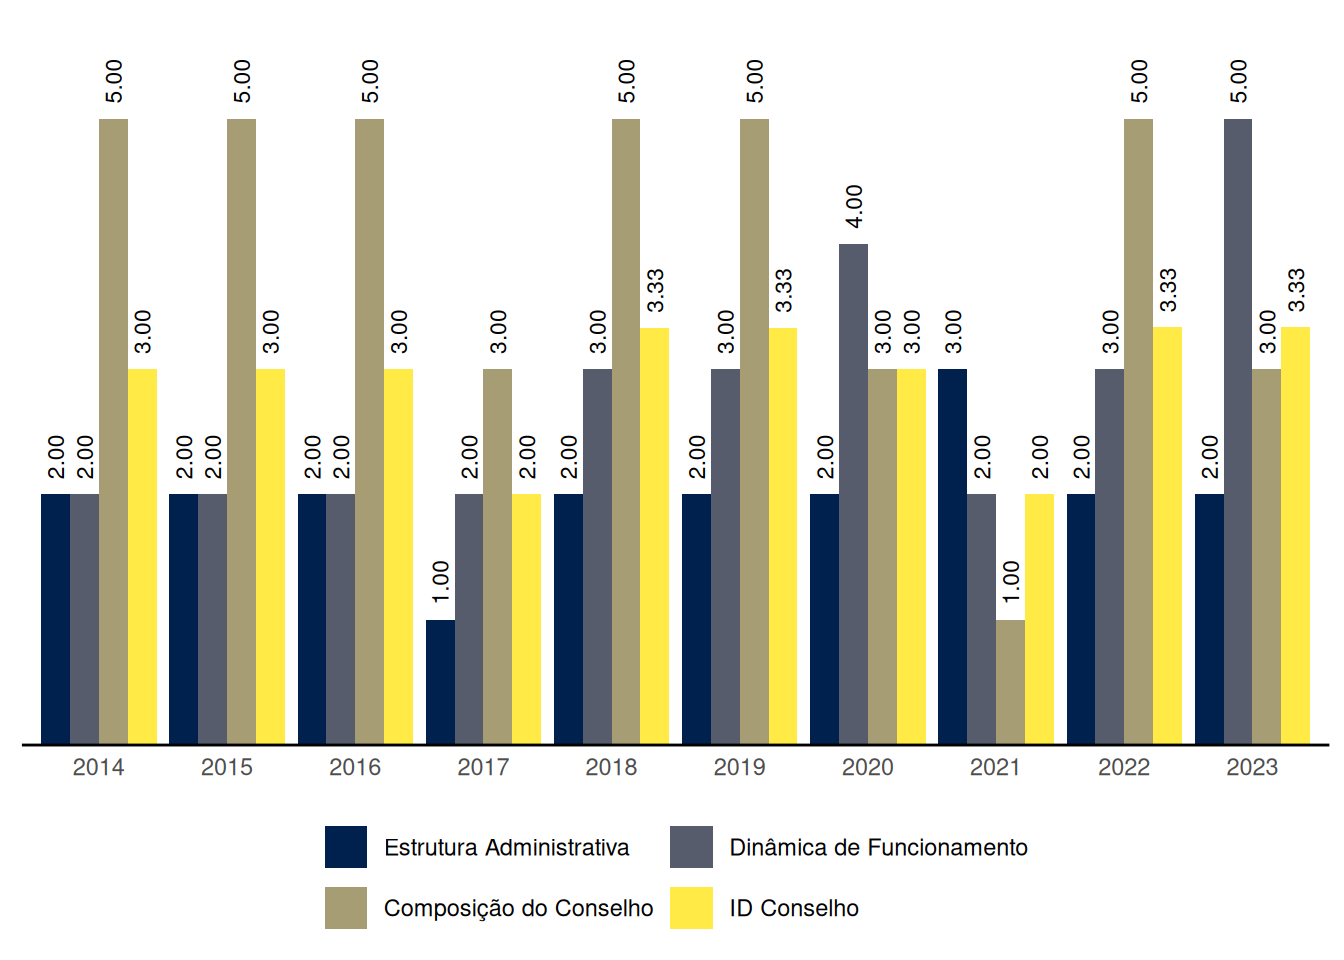 5.00 5.00 5.00 5.00 5.00 5.00 5.00
4.00
3.33 3.33 3.33 3.33
3.00 3.00 3.00 3.00 3.00 3.00 3.00 3.00 3.00 3.00 3.00
2.00 2.00 2.00 2.00 2.00 2.00 2.00 2.00 2.00 2.00 2.00 2.00 2.00 2.00 2.00
1.00 1.00
2014 2015 2016 2017 2018 2019 2020 2021 2022 2023
Estrutura Administrativa Dinâmica de Funcionamento
Composição do Conselho ID Conselho